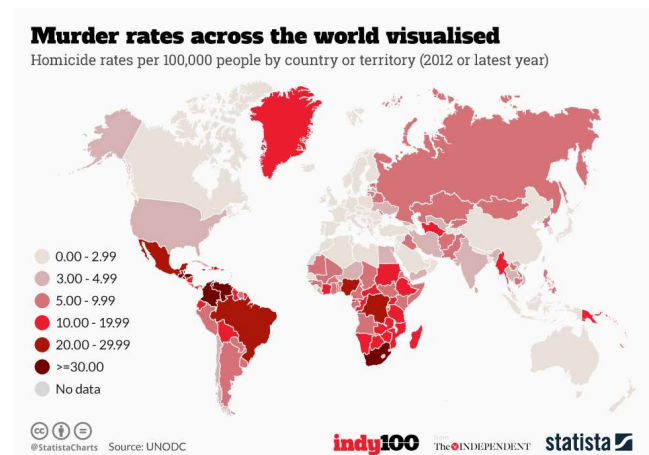 Murder rates across the world visualised
Homicide rates per 100,000 people by country or territory (2012 or latest year)
0.00 - 2.99
3.00 - 4.99
5.00 - 9.99
10.00 - 19.99
20.00 - 29.99
>=30.00
No data
@StatistaCharts Source: UNODC
indy100
The INDEPENDENT
statista